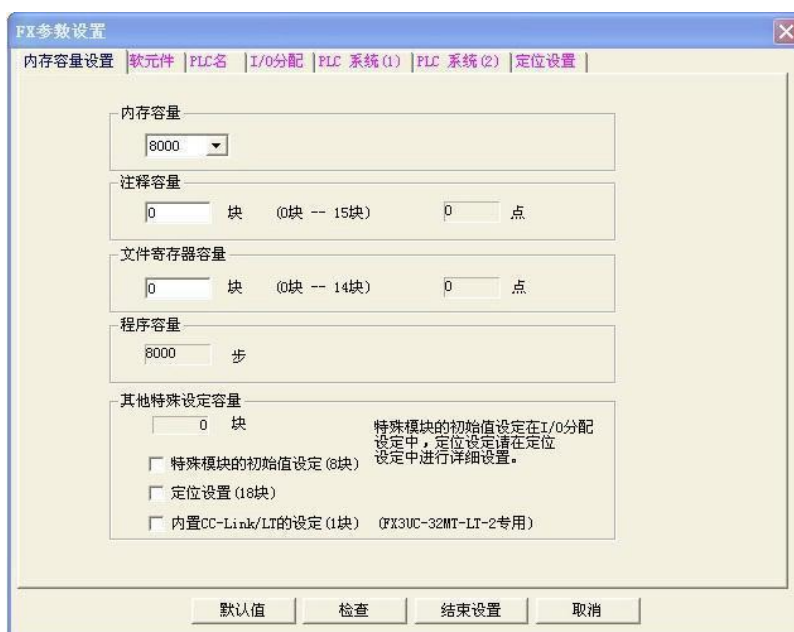 FX参数设置
内存容量设置 软元件 PLC名 I/O分配 PLC 系统(1) PLC 系统(2) 定位设置
内存容量
8000
注释容量
0 块 (0块 -- 15块) 0 点
文件寄存器容量
0 块 (0块 -- 14块) 0 点
程序容量
8000 步
其他特殊设定容量
0 块
特殊模块的初始值设定在I/O分配
设定中,定位设定请在定位
设定中进行详细设置。
特殊模块的初始值设定(8块)
定位设置(18块)
内置CC-Link/LT的设定(1块) (FX3UC-32MT-LT-2专用)
默认值 检查 结束设置 取消